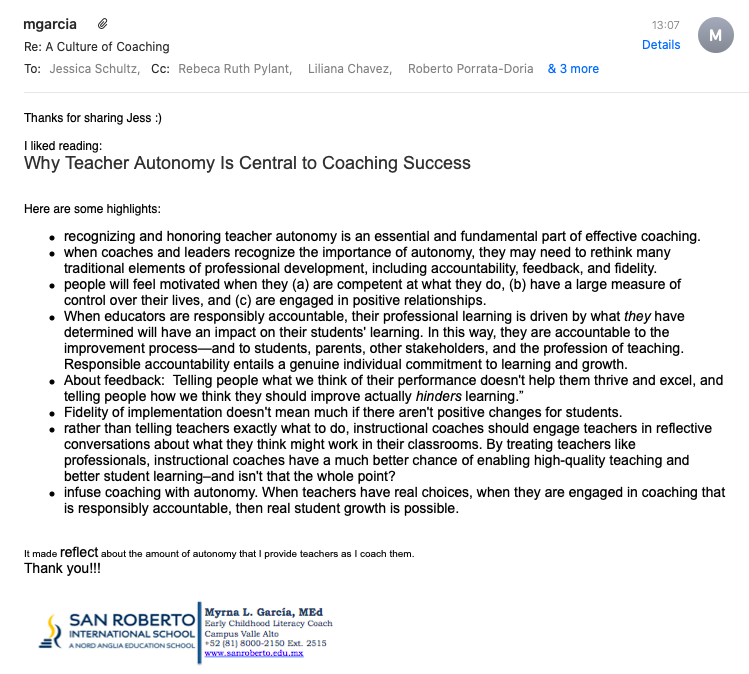 mgarcia
13:07
M
Re: A Culture of Coaching
Details
To: Jessica Schultz, Cc: Rebeca Ruth Pylant, Liliana Chavez, Roberto Porrata-Doria & 3 more
Thanks for sharing Jess :)
I liked reading:
Why Teacher Autonomy Is Central to Coaching Success
Here are some highlights:
• recognizing and honoring teacher autonomy is an essential and fundamental part of effective coaching.
• when coaches and leaders recognize the importance of autonomy, they may need to rethink many
traditional elements of professional development, including accountability, feedback, and fidelity.
• people will feel motivated when they (a) are competent at what they do, (b) have a large measure of
control over their lives, and (c) are engaged in positive relationships.
• When educators are responsibly accountable, their professional learning is driven by what they have
determined will have an impact on their students' learning. In this way, they are accountable to the
improvement process—and to students, parents, other stakeholders, and the profession of teaching.
Responsible accountability entails a genuine individual commitment to learning and growth.
• About feedback: Telling people what we think of their performance doesn't help them thrive and excel, and
telling people how we think they should improve actually hinders learning.”
• Fidelity of implementation doesn't mean much if there aren't positive changes for students.
• rather than telling teachers exactly what to do, instructional coaches should engage teachers in reflective
conversations about what they think might work in their classrooms. By treating teachers like
professionals, instructional coaches have a much better chance of enabling high-quality teaching and
better student learning–and isn't that the whole point?
• infuse coaching with autonomy. When teachers have real choices, when they are engaged in coaching that
is responsibly accountable, then real student growth is possible.
It made reflect about the amount of autonomy that I provide teachers as I coach them.
Thank you!!!
SAN ROBERTO
INTERNATIONAL SCHOOL
A NORD ANGLIA EDUCATION SCHOOL
Myrna L. García, MEd
Early Childhood Literacy Coach
Campus Valle Alto
+52 (81) 8000-2150 Ext. 2515
www.sanroberto.edu.mx